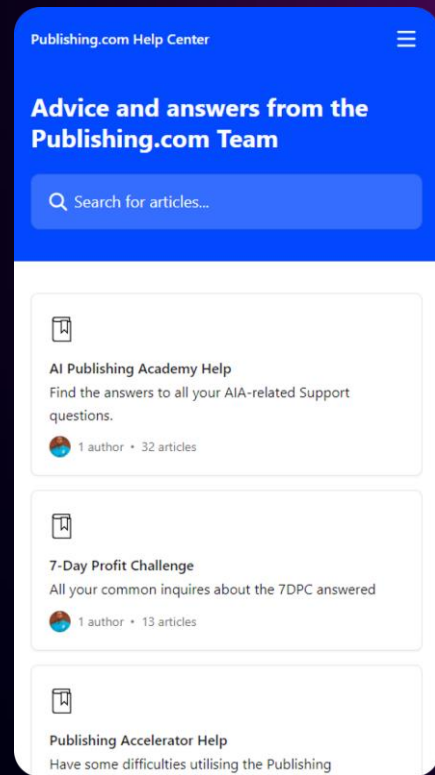 Publishing.com Help Center
Advice and answers from the
Publishing.com Team
Search for articles...
AI Publishing Academy Help
Find the answers to all your AIA-related Support
questions.
1 author • 32 articles
7-Day Profit Challenge
All your common inquires about the 7DPC answered
1 author • 13 articles
Publishing Accelerator Help
Have some difficulties utilising the Publishing